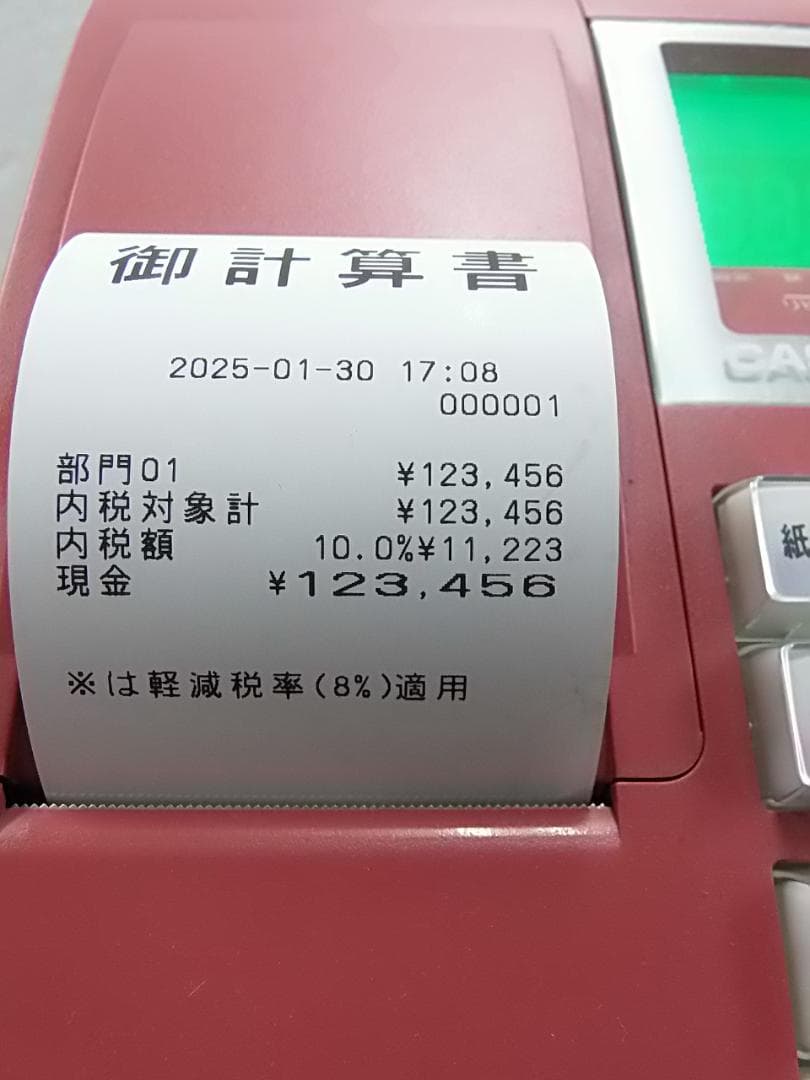 御計算書
2025-01-30 17:08
000001
部門01 ¥123,456
内税対象計 ¥123,456
内税額 10.0%¥11,223
現金 ¥123,456
※は軽減税率(8%)適用
CA
紙